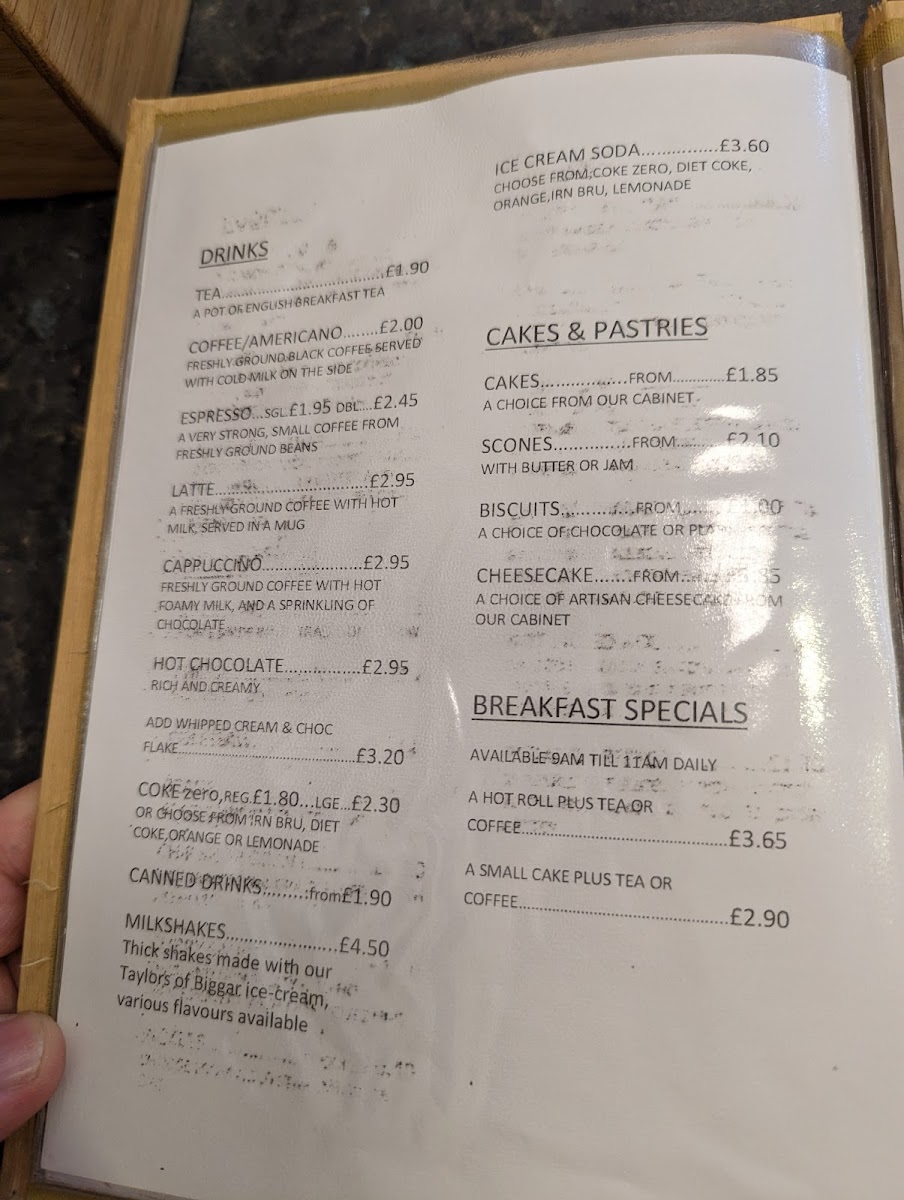 DRINKS
TEA.................................£1.90
A POT OF ENGLISH BREAKFAST TEA
COFFEE/AMERICANO........£2.00
FRESHLY GROUND BLACK COFFEE SERVED
WITH COLD MILK ON THE SIDE
ESPRESSO...SGL.£1.95 DBL....£2.45
A VERY STRONG, SMALL COFFEE FROM
FRESHLY GROUND BEANS
LATTE.................................£2.95
A FRESHLY GROUND COFFEE WITH HOT
MILK, SERVED IN A MUG
CAPPUCCINO......................£2.95
FRESHLY GROUND COFFEE WITH HOT
FOAMY MILK, AND A SPRINKLING OF
CHOCOLATE
HOT CHOCOLATE.................£2.95
RICH AND CREAMY
ADD WHIPPED CREAM & CHOC
FLAKE............................................£3.20
COKE zero,REG.£1.80...LGE...£2.30
OR CHOOSE FROM IRN BRU, DIET
COKE,ORANGE OR LEMONADE
CANNED DRINKS..........from£1.90
MILKSHAKES........................£4.50
Thick shakes made with our
Taylors of Biggar ice-cream,
various flavours available
ICE CREAM SODA................£3.60
CHOOSE FROM;COKE ZERO, DIET COKE,
ORANGE,IRN BRU, LEMONADE
CAKES & PASTRIES
CAKES..................FROM.............£1.85
A CHOICE FROM OUR CABINET
SCONES................FROM............£2.10
WITH BUTTER OR JAM
BISCUITS...............FROM
A CHOICE OF CHOCOLATE OR
CHEESECAKE........FROM
A CHOICE OF ARTISAN CHEESECAKE FROM
OUR CABINET
BREAKFAST SPECIALS
AVAILABLE 9AM TILL 11AM DAILY
A HOT ROLL PLUS TEA OR
COFFEE...................................................£3.65
A SMALL CAKE PLUS TEA OR
COFFEE....................................................£2.90